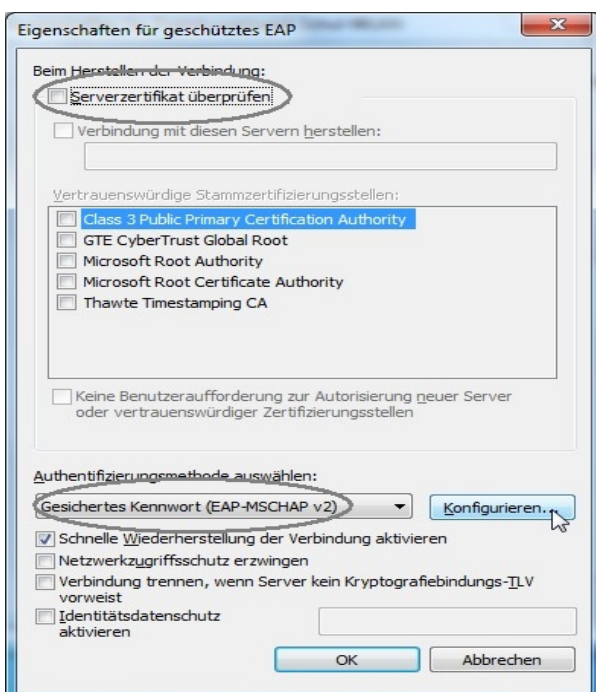 Eigenschaften für geschütztes EAP
Beim Herstellen der Verbindung:
Serverzertifikat überprüfen
Verbindung mit diesen Servern herstellen:
Vertrauenswürdige Stammzertifizierungsstellen:
Class 3 Public Primary Certification Authority
GTE CyberTrust Global Root
Microsoft Root Authority
Microsoft Root Certificate Authority
Thawte Timestamping CA
Keine Benutzeraufforderung zur Autorisierung neuer Server
oder vertrauenswürdiger Zertifizierungsstellen
Authentifizierungsmethode auswählen:
Gesichertes Kennwort (EAP-MSCHAP v2)
Konfigurieren...
Schnelle Wiederherstellung der Verbindung aktivieren
Netzwerkzugriffsschutz erzwingen
Verbindung trennen, wenn Server kein Kryptografiebindungs-TLV
vorweist
Identitätsdatenschutz
aktivieren
OK
Abbrechen